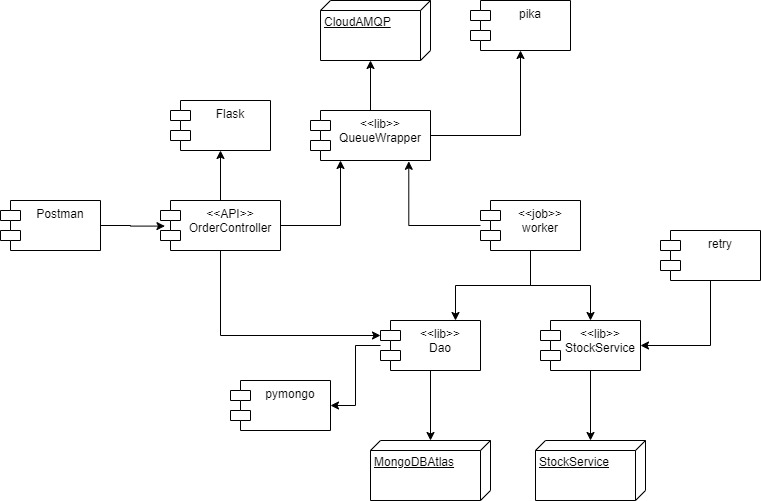 CloudAMQP
pika
Flask
<<lib>>
QueueWrapper
Postman
<<API>>
OrderController
<<job>>
worker
retry
<<lib>>
Dao
<<lib>>
StockService
pymongo
MongoDBAtlas
StockService